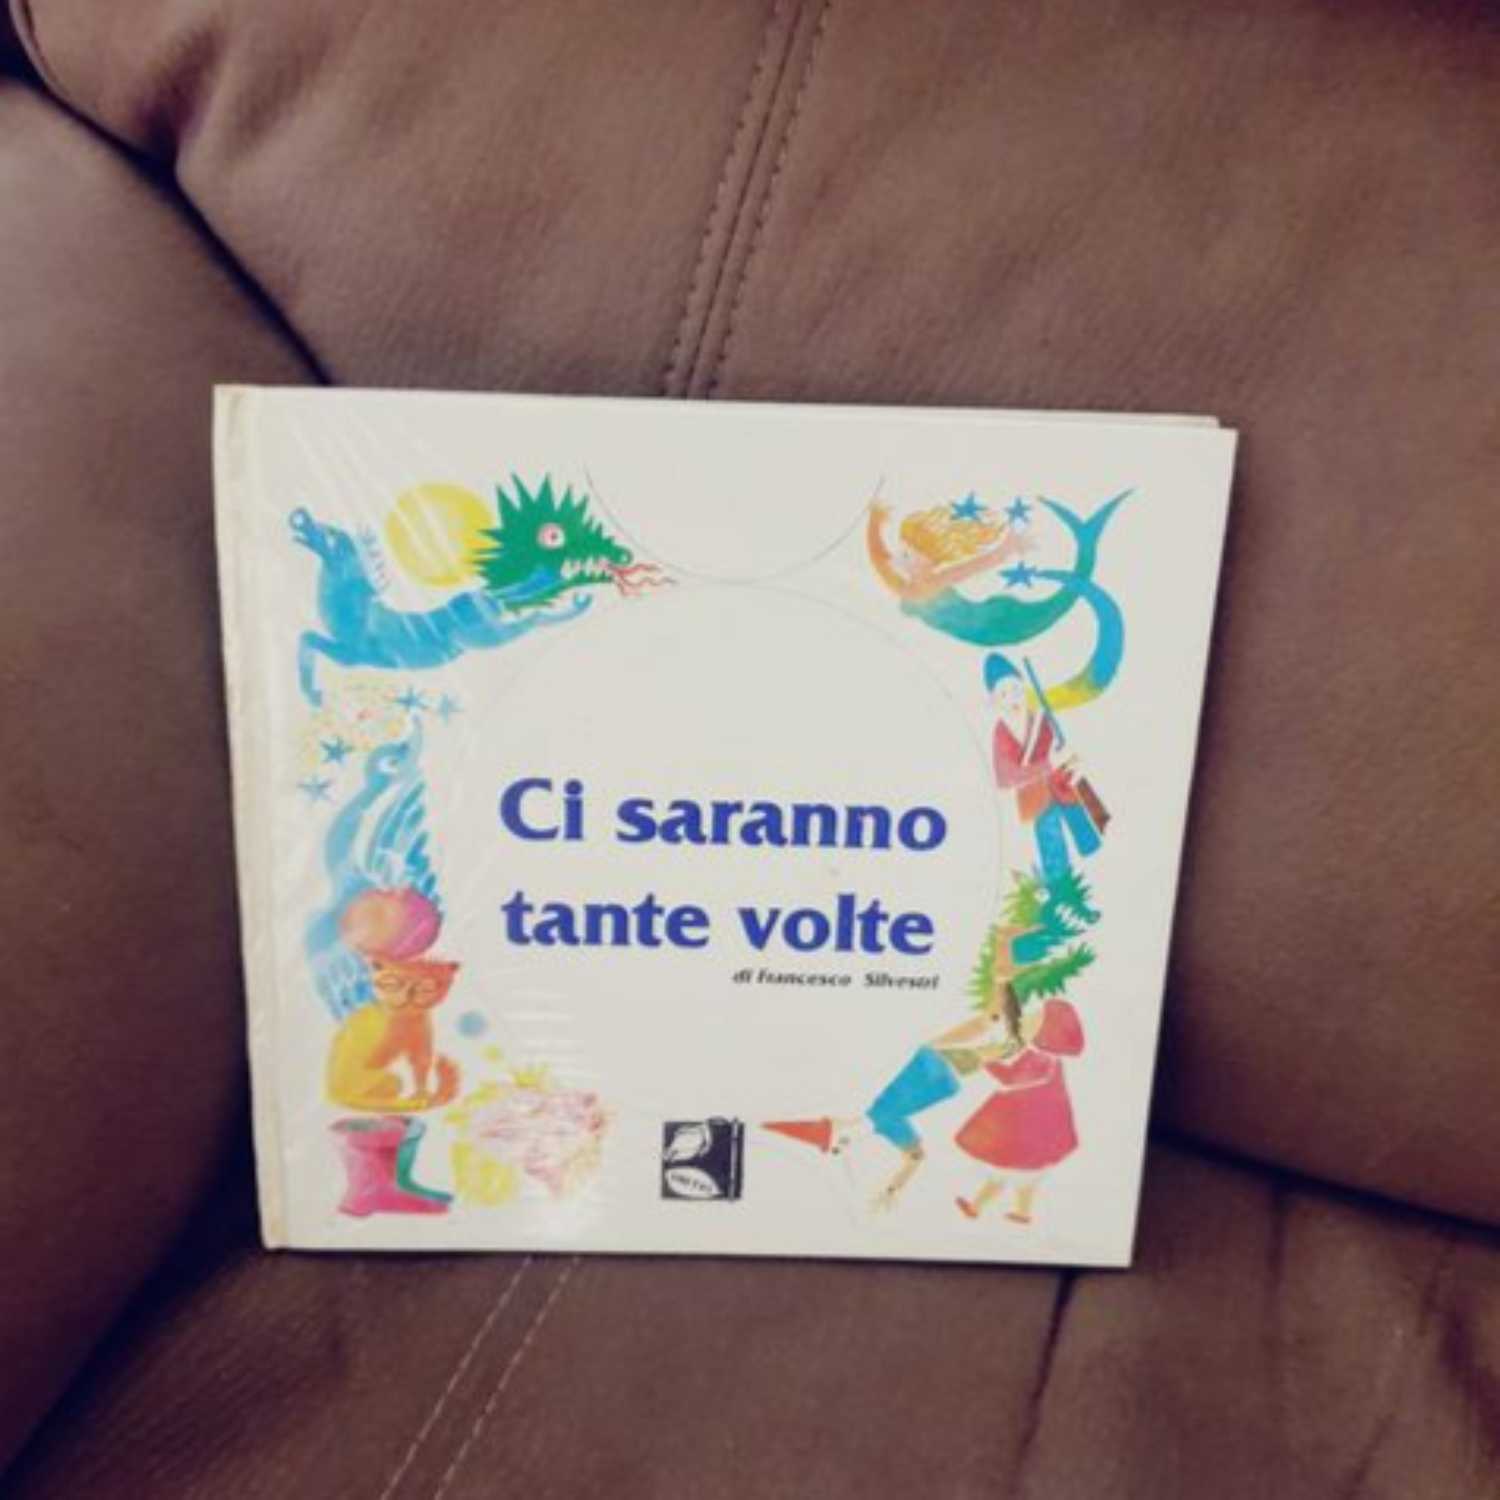 Ci saranno
tante volte
di Francesco Silvestri